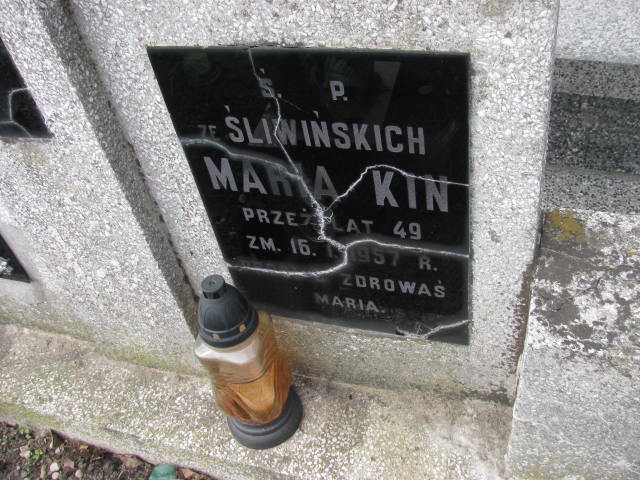 Ś. P.
ZE ŚLIWIŃSKICH
MARIA KIN
PRZEŻ. LAT 49
ZM. 16. 1957 R.
ZDROWAŚ
MARIA.